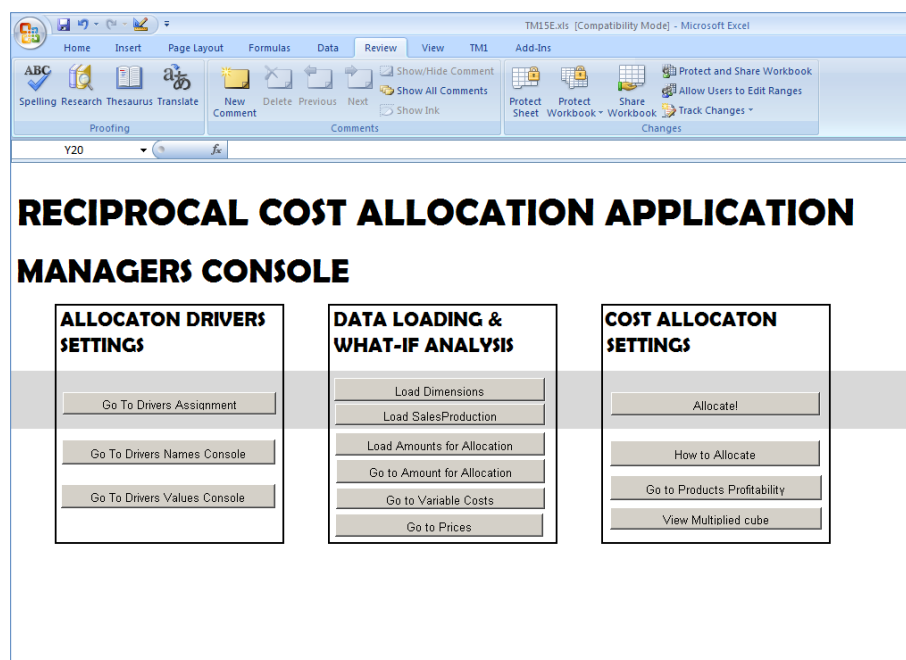 TM15E.xls [Compatibility Mode] - Microsoft Excel
Home Insert Page Layout Formulas Data Review View TM1 Add-Ins
ABC
Spelling Research Thesaurus Translate
Proofing
New Comment Delete Previous Next
Show/Hide Comment
Show All Comments
Show Ink
Comments
Protect Sheet Protect Workbook Share Workbook
Protect and Share Workbook
Allow Users to Edit Ranges
Track Changes
Changes
Y20 fx
RECIPROCAL COST ALLOCATION APPLICATION
MANAGERS CONSOLE
ALLOCATON DRIVERS
SETTINGS
Go To Drivers Assignment
Go To Drivers Names Console
Go To Drivers Values Console
DATA LOADING &
WHAT-IF ANALYSIS
Load Dimensions
Load SalesProduction
Load Amounts for Allocation
Go to Amount for Allocation
Go to Variable Costs
Go to Prices
COST ALLOCATON
SETTINGS
Allocate!
How to Allocate
Go to Products Profitability
View Multiplied cube